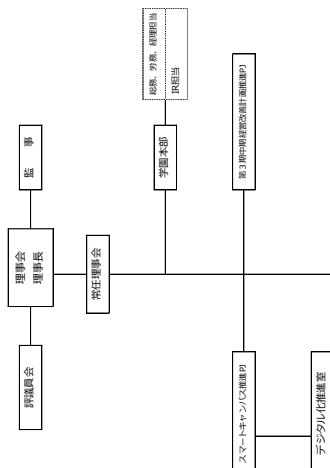 監 事
理事会
理事長
評議員会
常任理事会
学園本部
総務、労務、経理担当
IR担当
第3期中期経営改善計画推進PJ
スマートキャンパス推進PJ
デジタル化推進室